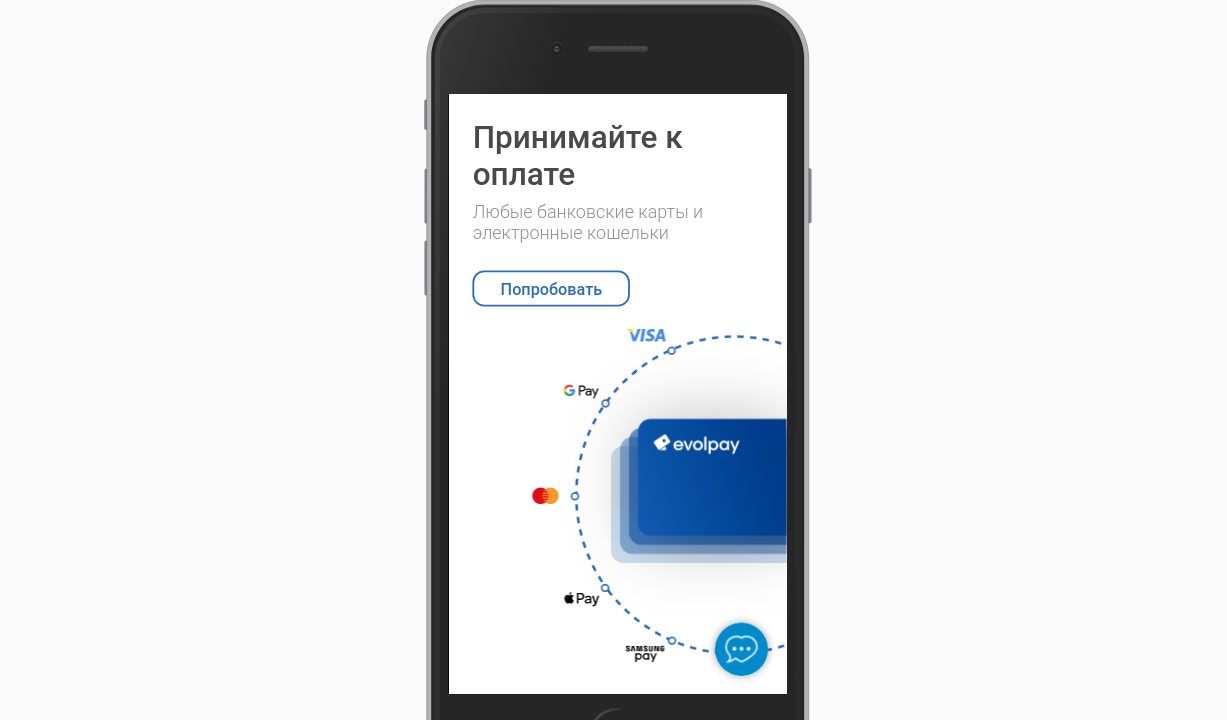 Принимайте к
оплате
Любые банковские карты и
электронные кошельки
Попробовать
VISA
G Pay
evolpay
Pay
SAMSUNG
pay